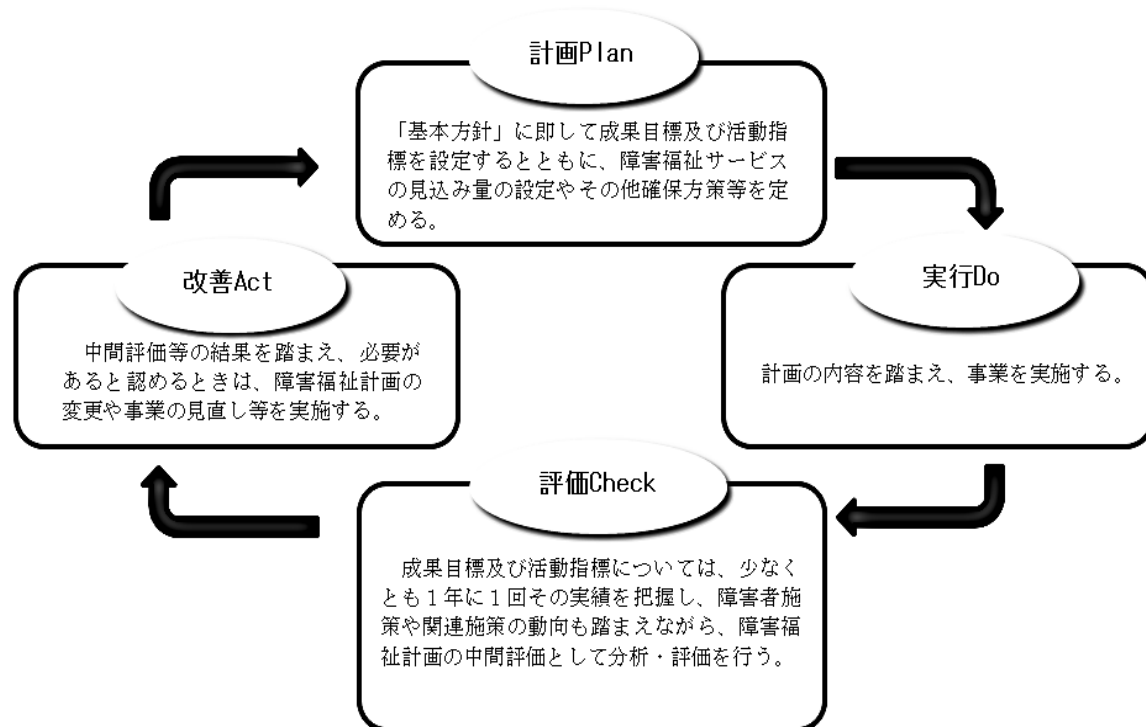 計画Plan
「基本方針」に即して成果目標及び活動指
標を設定するとともに、障害福祉サービス
の見込み量の設定やその他確保方策等を定
める。
改善Act
中間評価等の結果を踏まえ、必要が
あると認めるときは、障害福祉計画の
変更や事業の見直し等を実施する。
実行Do
計画の内容を踏まえ、事業を実施する。
評価Check
成果目標及び活動指標については、少なく
とも１年に１回その実績を把握し、障害者施
策や関連施策の動向も踏まえながら、障害福
祉計画の中間評価として分析・評価を行う。